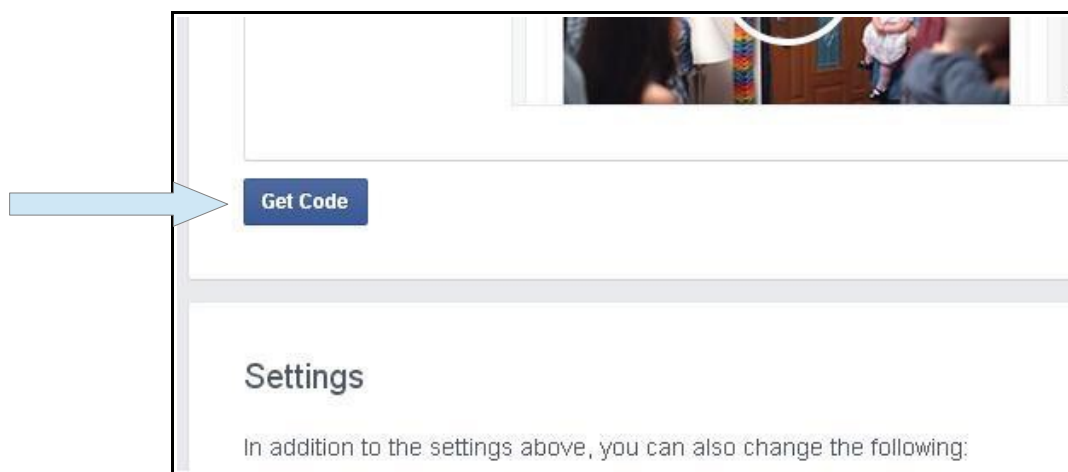 Get Code
Settings
In addition to the settings above, you can also change the following: